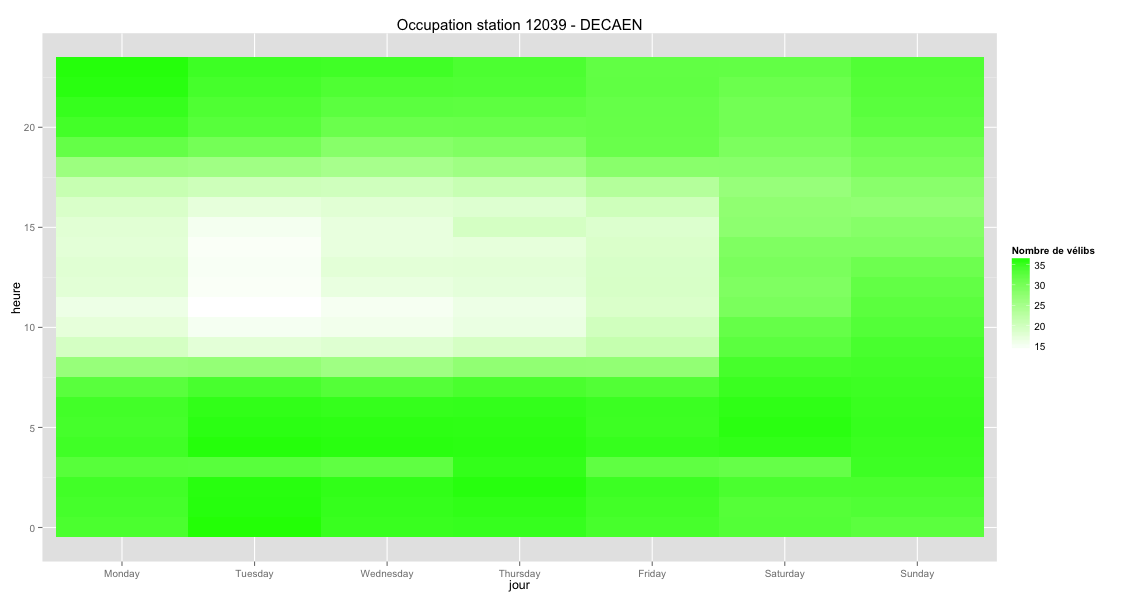 Occupation station 12039 - DECAEN
heure
20
15
10
5
0
Monday Tuesday Wednesday Thursday Friday Saturday Sunday
jour
Nombre de vélibs
35
30
25
20
15